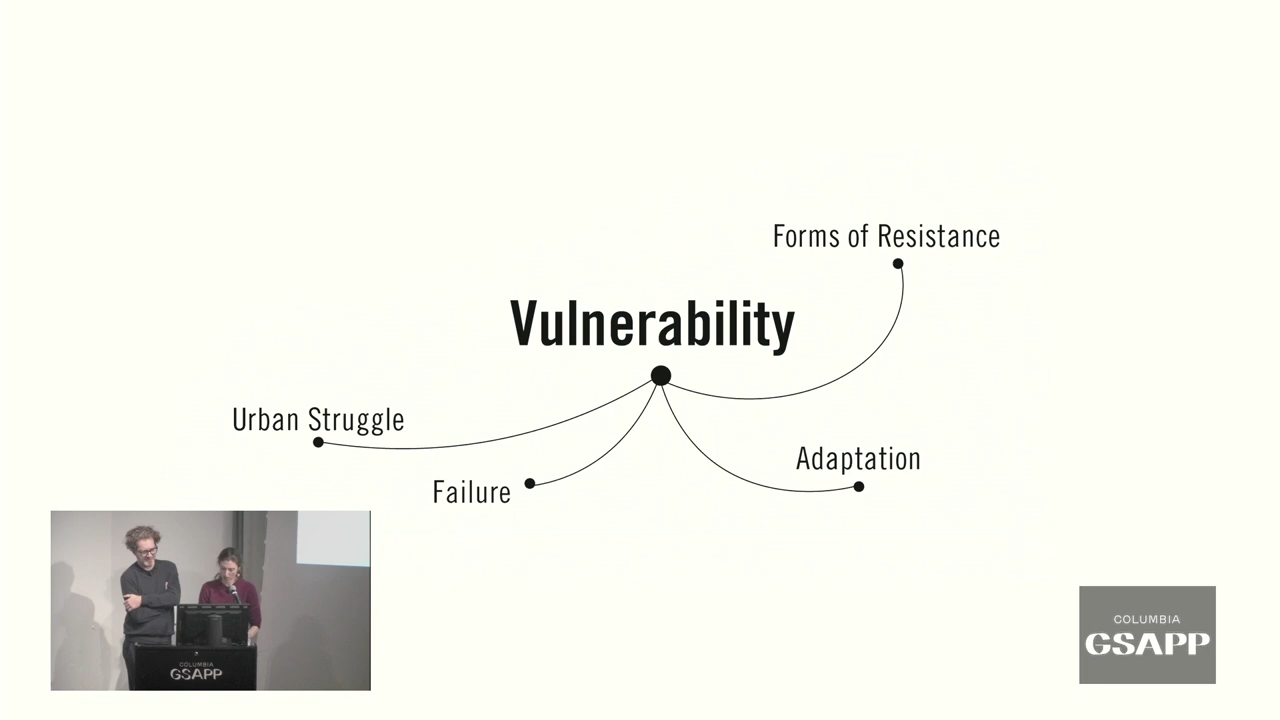 Forms of Resistance
Vulnerability
Urban Struggle
Adaptation
Failure
COLUMBIA
GSAPP
COLUMBIA
GSAPP